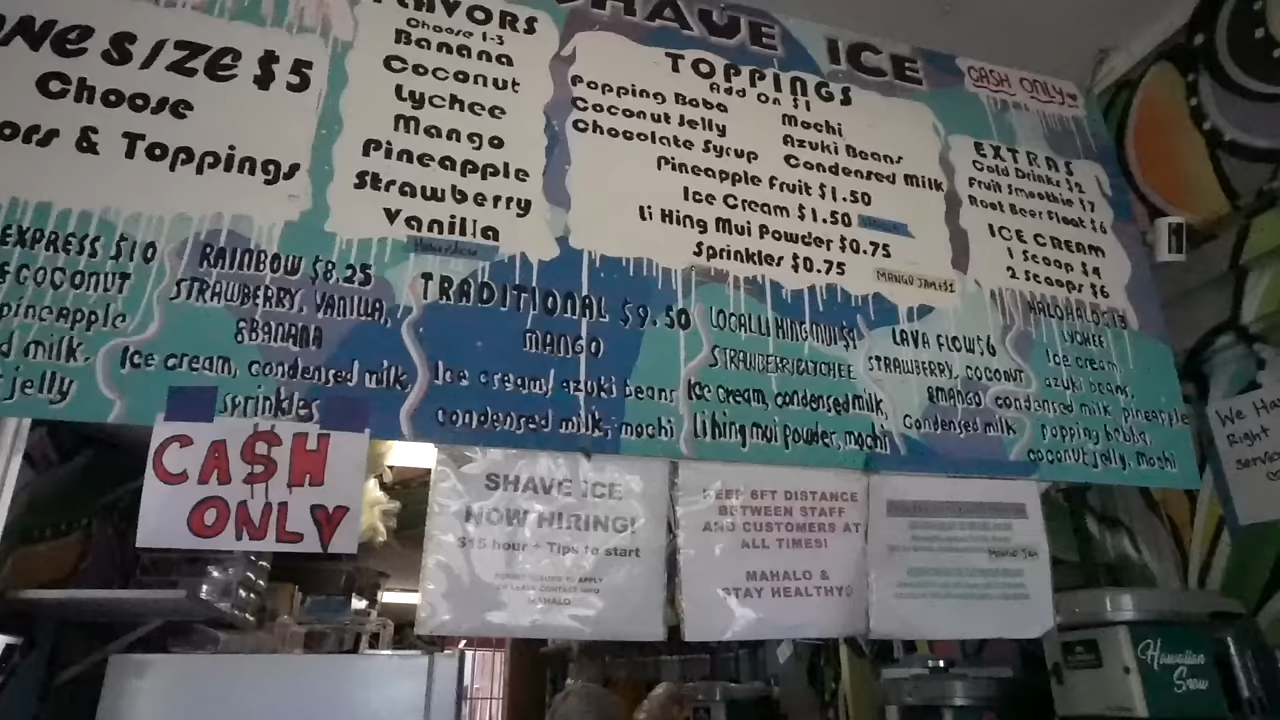 SHAVE ICE
CASH ONLY
ONE SIZE $5
Choose
ors & Toppings
FLAVORS
Choose 1-3
Banana
Coconut
Lychee
Mango
Pineapple
Strawberry
Vanilla
TOPPINGS
Add On $1
Popping Boba
Mochi
Coconut Jelly
Azuki Beans
Chocolate Syrup
Condensed Milk
Pineapple Fruit $1.50
Ice Cream $1.50
Li Hing Mui Powder $0.75
Sprinkles $0.75
MANGO JAM $1
EXTRAS
Cold Drinks $2
Fruit Smoothie $7
Root Beer Float $6
ICE CREAM
1 Scoop $4
2 Scoops $6
EXPRESS $10
& COCONUT
pineapple
d milk,
jelly
RAINBOW $8.25
STRAWBERRY, VANILLA,
& BANANA
Ice cream, condensed milk,
sprinkles
TRADITIONAL $9.50
MANGO
Ice cream, azuki beans
condensed milk, mochi
LOCAL LI HING MUI $9
STRAWBERRY, LYCHEE
Ice cream, condensed milk,
Li hing mui powder, mochi
LAVA FLOW $6
STRAWBERRY, COCONUT
& MANGO
Condensed milk
HALO HALO $13
LYCHEE
Ice cream,
azuki beans,
condensed milk pineapple
popping bobba,
coconut jelly, mochi
CASH
ONLY
SHAVE ICE
NOW HIRING!
$15 hour + Tips to start
MAHALO
KEEP 6FT DISTANCE
BETWEEN STAFF
AND CUSTOMERS AT
ALL TIMES!
MAHALO &
STAY HEALTHY
We Ha
Right
servi
Hawaiian
Snow